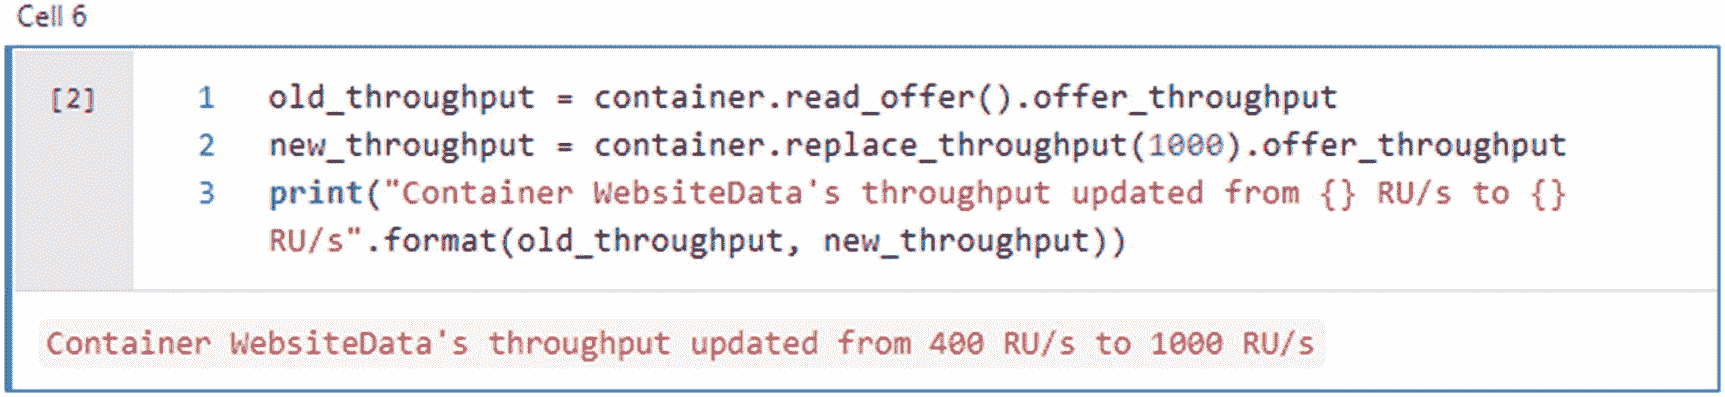 Cell 6
[2] 1 old_throughput = container.read_offer().offer_throughput
2 new_throughput = container.replace_throughput(1000).offer_throughput
3 print("Container WebsiteData's throughput updated from {} RU/s to {}
RU/s".format(old_throughput, new_throughput))
Container WebsiteData's throughput updated from 400 RU/s to 1000 RU/s